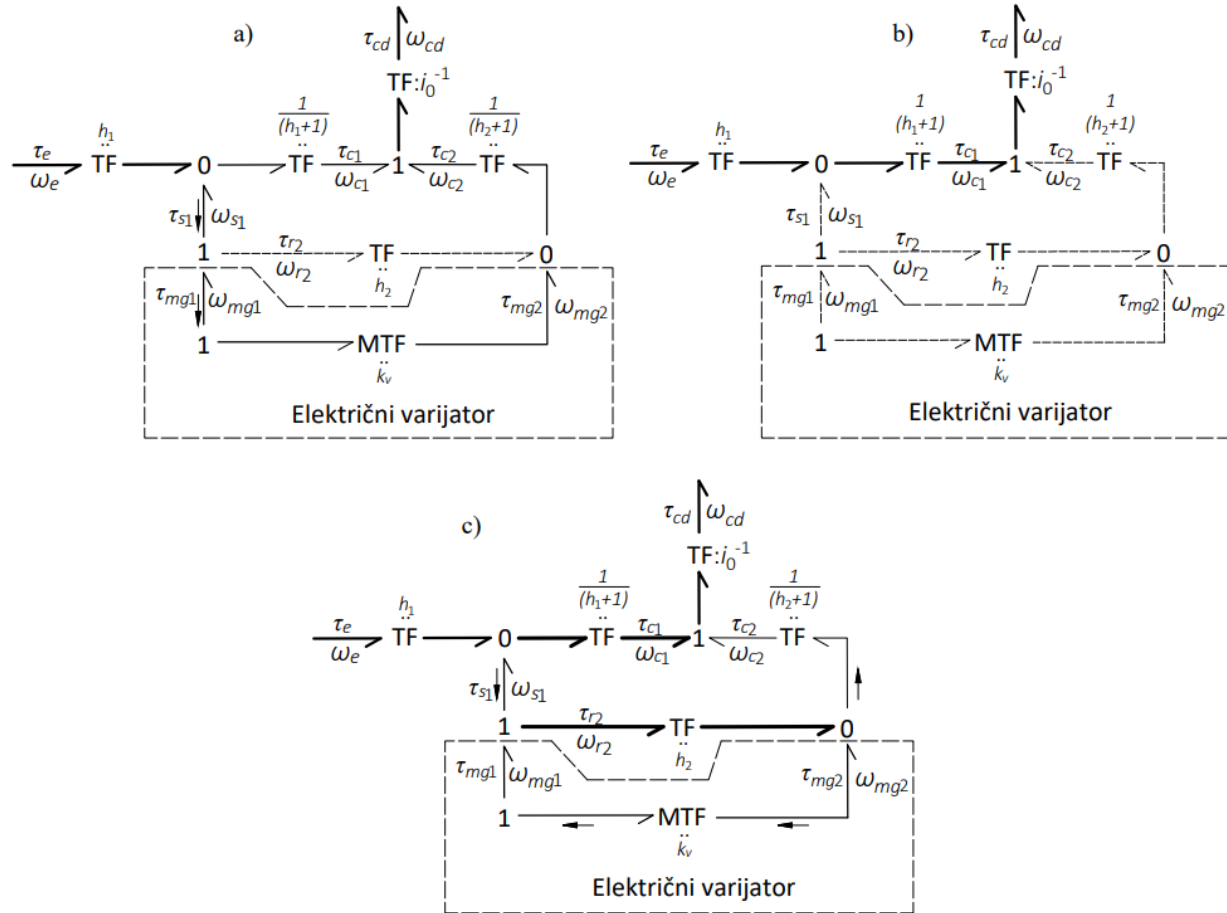 a)
τcd ωcd
TF:i0⁻¹
h1 1/(h1+1) 1/(h2+1)
τe ωe TF 0 TF τc1 ωc1 1 τc2 ωc2 TF
τs1 ωs1
1 τr2 ωr2 TF h2 0
τmg1 ωmg1 τmg2 ωmg2
1 MTF kv
Električni varijator
b)
τcd ωcd
TF:i0⁻¹
h1 1 (h1+1) 1 (h2+1)
τe ωe TF 0 TF τc1 ωc1 1 τc2 ωc2 TF
τs1 ωs1
1 τr2 ωr2 TF h2 0
τmg1 ωmg1 τmg2 ωmg2
1 MTF kv
Električni varijator
c)
τcd ωcd
TF:i0⁻¹
h1 1/(h1+1) 1/(h2+1)
τe ωe TF 0 TF τc1 ωc1 1 τc2 ωc2 TF
τs1 ωs1
1 τr2 ωr2 TF h2 0
τmg1 ωmg1 τmg2 ωmg2
1 MTF kv
Električni varijator